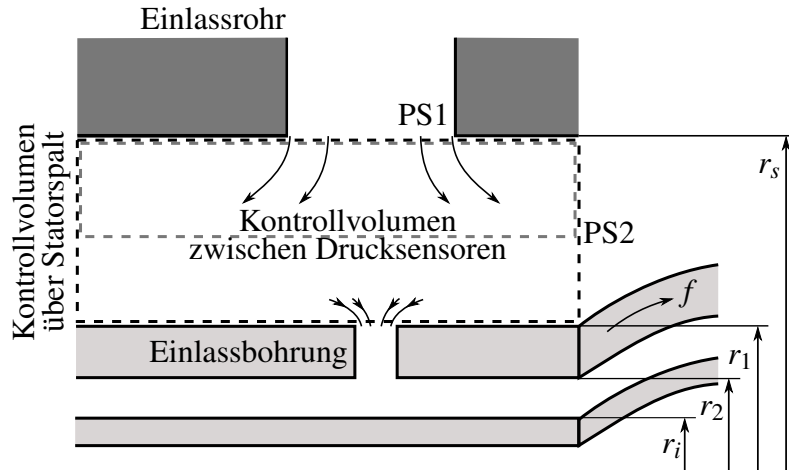 Einlassrohr
PS1
r_s
Kontrollvolumen
über Statorspalt
Kontrollvolumen
zwischen Drucksensoren
PS2
f
Einlassbohrung
r_1
r_2
r_i